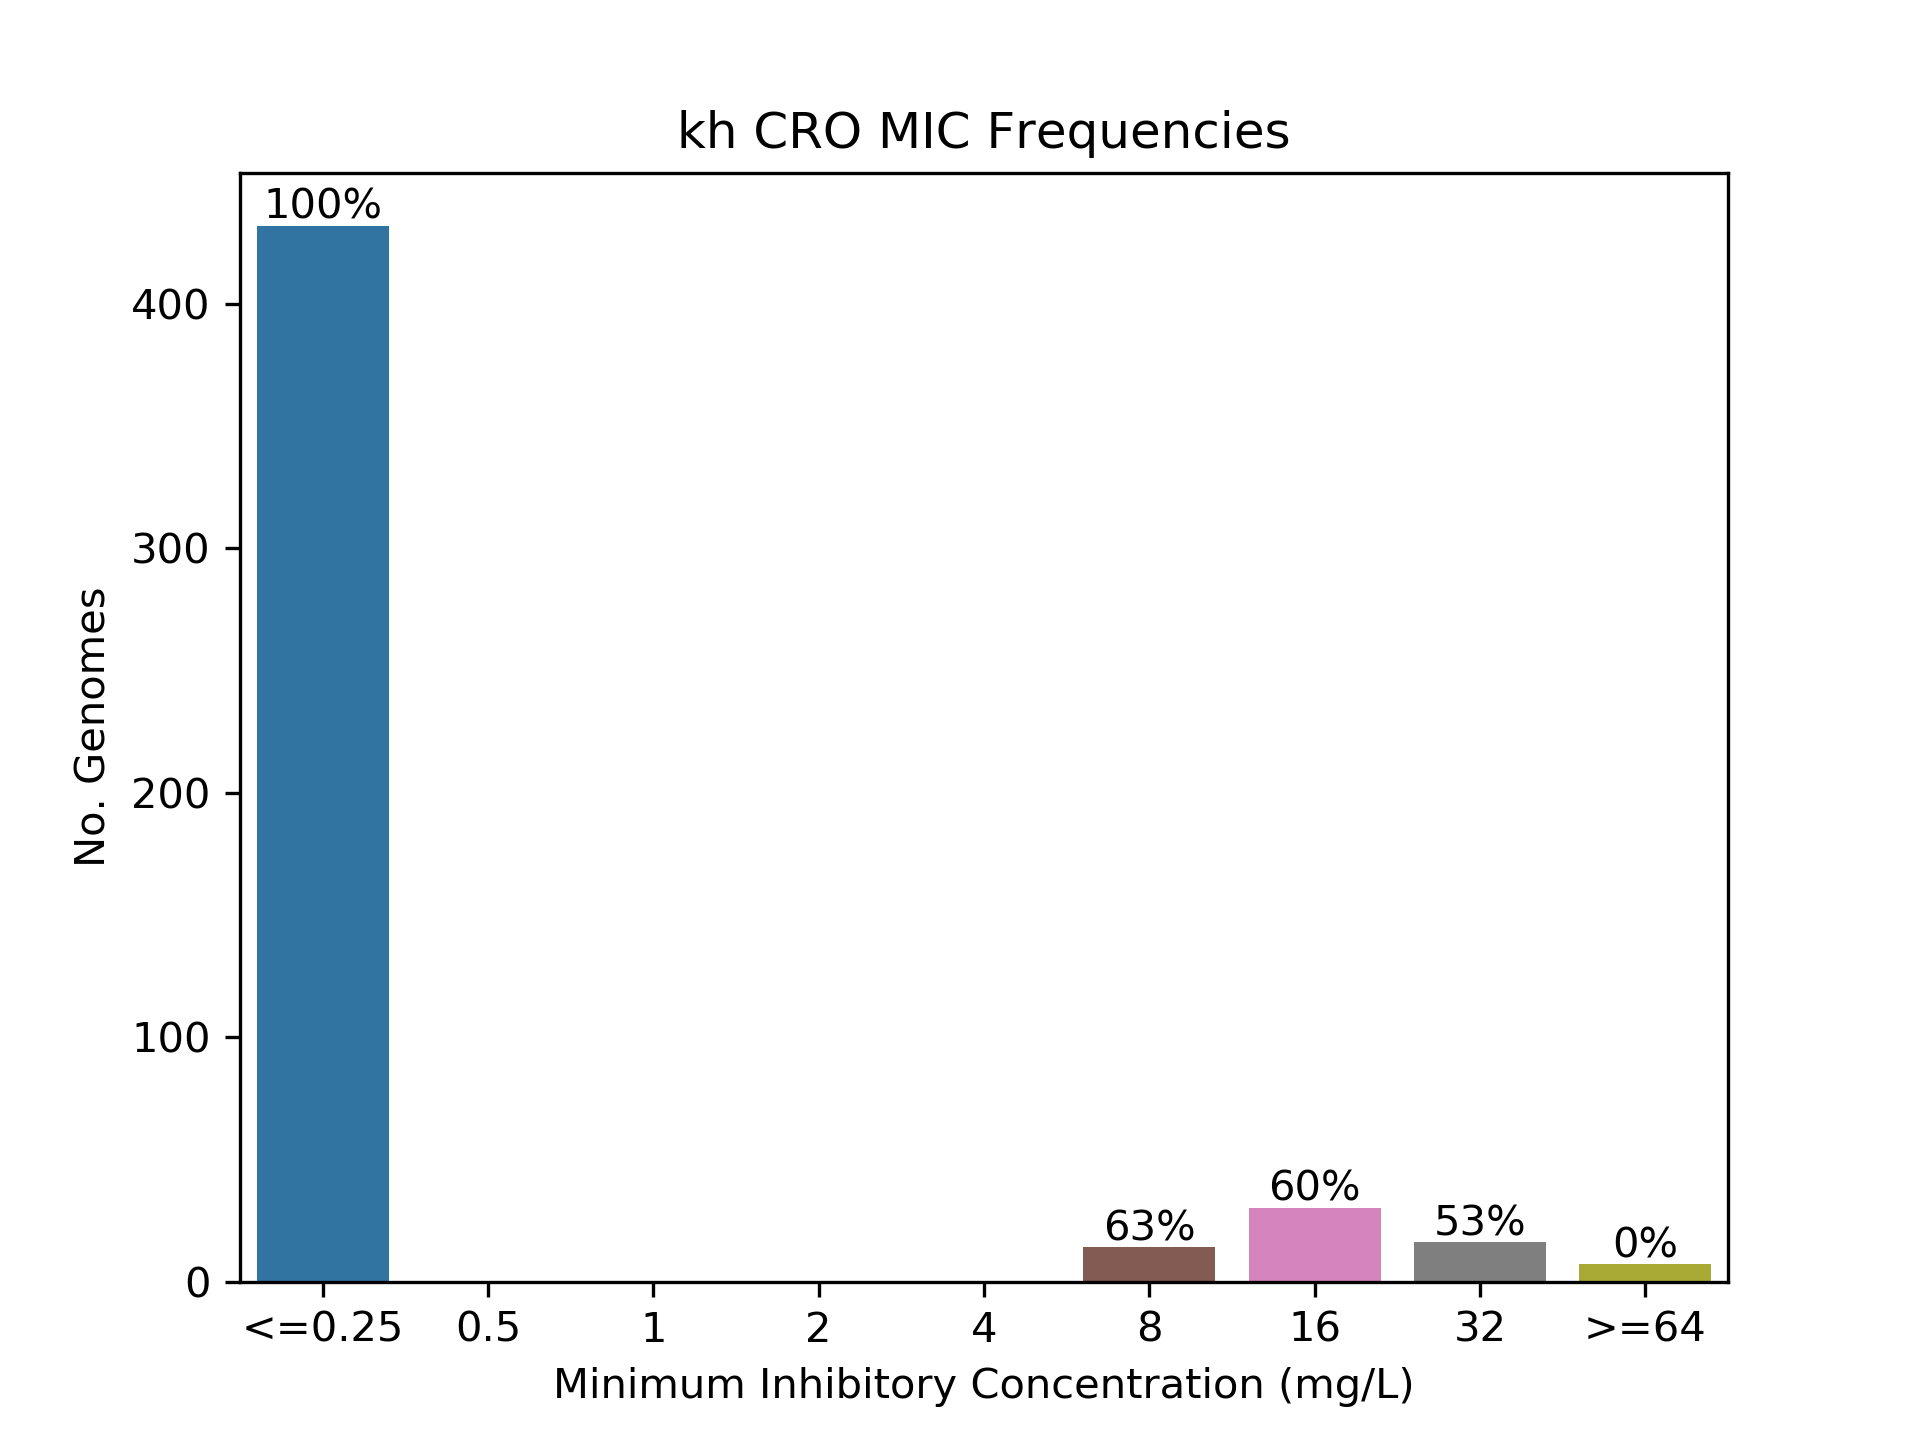 kh CRO MIC Frequencies
100%
400
300
200
100
0
No. Genomes
63%
60%
53%
0%
<=0.25 0.5 1 2 4 8 16 32 >=64
Minimum Inhibitory Concentration (mg/L)